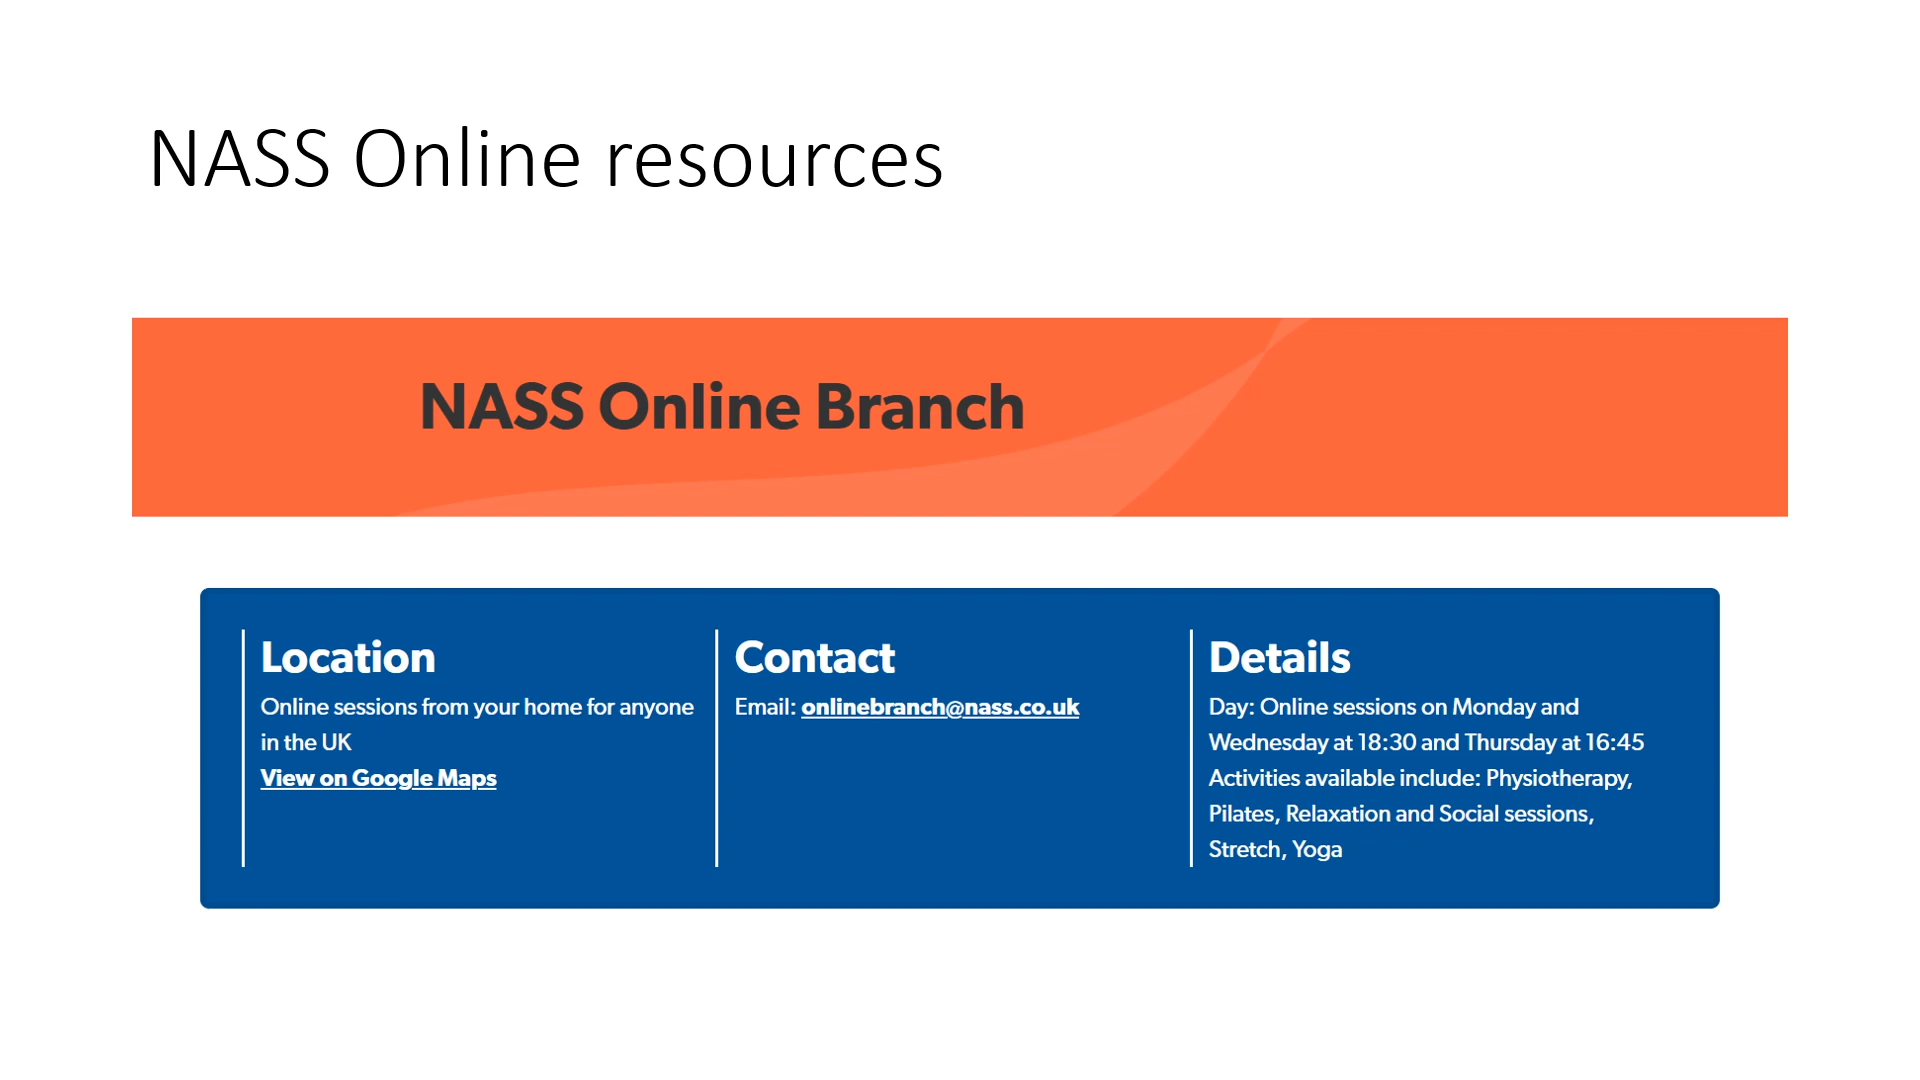 NASS Online resources
NASS Online Branch
Location
Online sessions from your home for anyone
in the UK
View on Google Maps
Contact
Email: onlinebranch@nass.co.uk
Details
Day: Online sessions on Monday and
Wednesday at 18:30 and Thursday at 16:45
Activities available include: Physiotherapy,
Pilates, Relaxation and Social sessions,
Stretch, Yoga